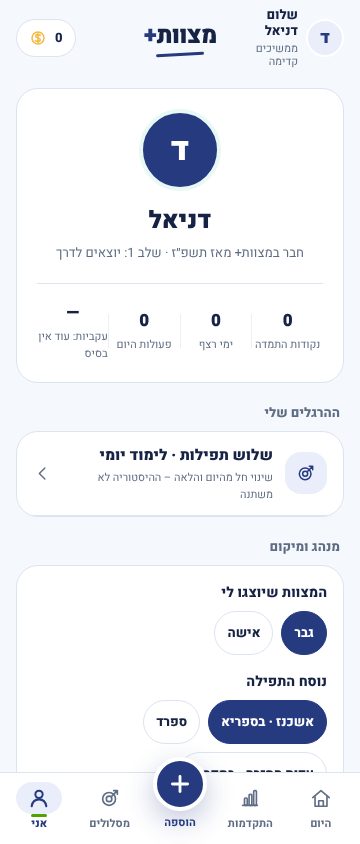 שלום
דניאל
ממשיכים
קדימה
ד
מצוות+
0
ד
דניאל
חבר במצוות+ מאז תשפ״ז · שלב 1: יוצאים לדרך
0
נקודות התמדה
0
ימי רצף
0
פעולות היום
–
עקביות: עוד אין
בסיס
ההרגלים שלי
שלוש תפילות · לימוד יומי
שינוי חל מהיום והלאה – ההיסטוריה לא
משתנה
מנהג ומיקום
המצוות שיוצגו לי
גבר
אישה
נוסח התפילה
אשכנז · בספריא
ספרד
היום
התקדמות
הוספה
מסלולים
אני